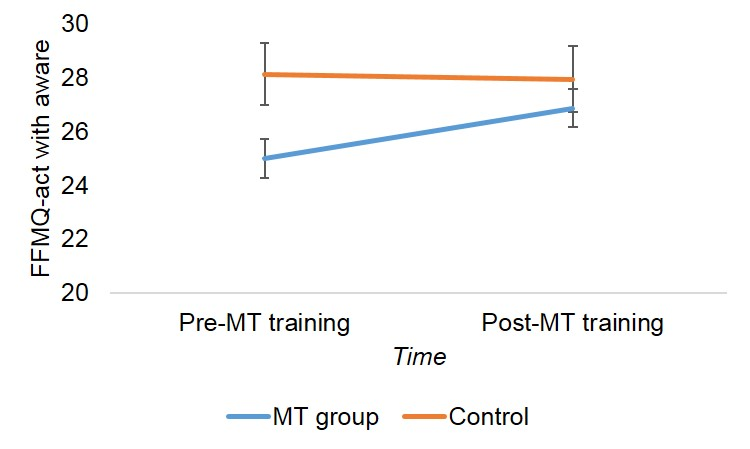 30
28
26
24
22
20
FFMQ-act with aware
Pre-MT training Post-MT training
Time
MT group Control